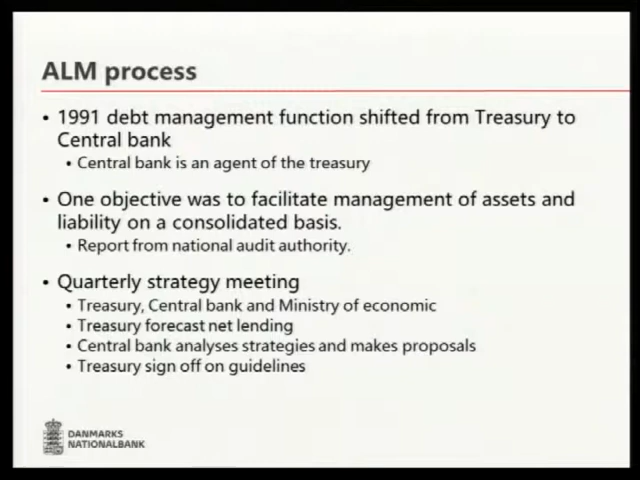 ALM process
• 1991 debt management function shifted from Treasury to
Central bank
• Central bank is an agent of the treasury
• One objective was to facilitate management of assets and
liability on a consolidated basis.
• Report from national audit authority.
• Quarterly strategy meeting
• Treasury, Central bank and Ministry of economic
• Treasury forecast net lending
• Central bank analyses strategies and makes proposals
• Treasury sign off on guidelines
DANMARKS
NATIONALBANK